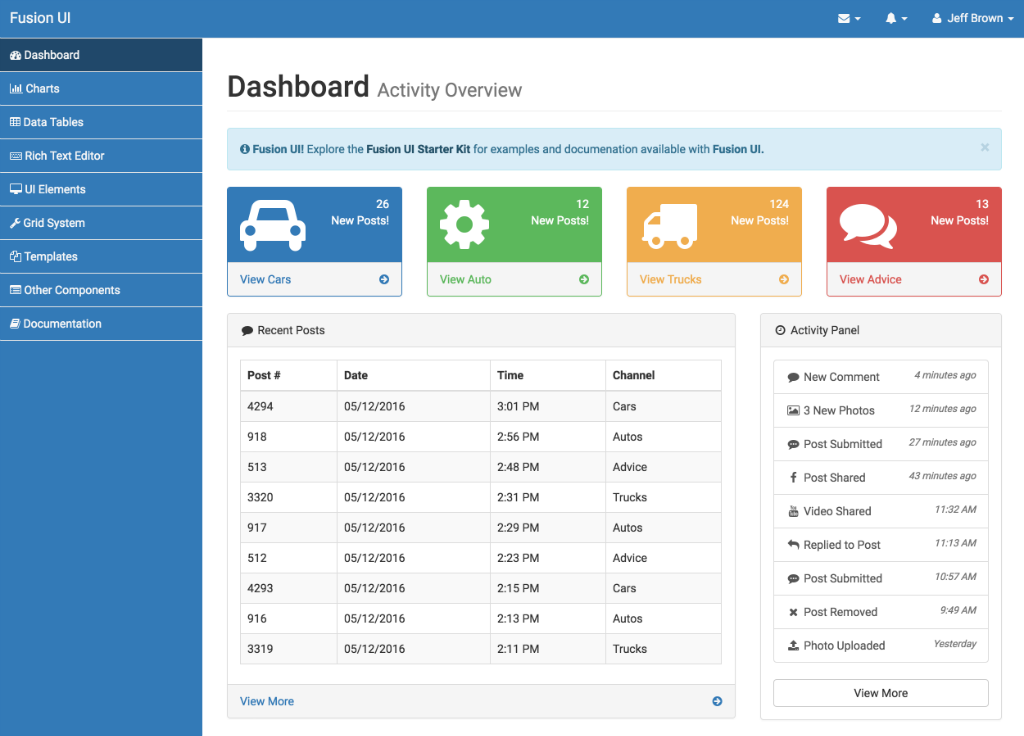 Fusion UI
Jeff Brown
Dashboard
Charts
Data Tables
Rich Text Editor
UI Elements
Grid System
Templates
Other Components
Documentation
Dashboard Activity Overview
Fusion UI! Explore the Fusion UI Starter Kit for examples and documenation available with Fusion UI.
×
26
New Posts!
View Cars
12
New Posts!
View Auto
124
New Posts!
View Trucks
13
New Posts!
View Advice
Recent Posts
Post # Date Time Channel
4294 05/12/2016 3:01 PM Cars
918 05/12/2016 2:56 PM Autos
513 05/12/2016 2:48 PM Advice
3320 05/12/2016 2:31 PM Trucks
917 05/12/2016 2:29 PM Autos
512 05/12/2016 2:23 PM Advice
4293 05/12/2016 2:15 PM Cars
916 05/12/2016 2:13 PM Autos
3319 05/12/2016 2:11 PM Trucks
View More
Activity Panel
New Comment 4 minutes ago
3 New Photos 12 minutes ago
Post Submitted 27 minutes ago
Post Shared 43 minutes ago
Video Shared 11:32 AM
Replied to Post 11:13 AM
Post Submitted 10:57 AM
Post Removed 9:49 AM
Photo Uploaded Yesterday
View More